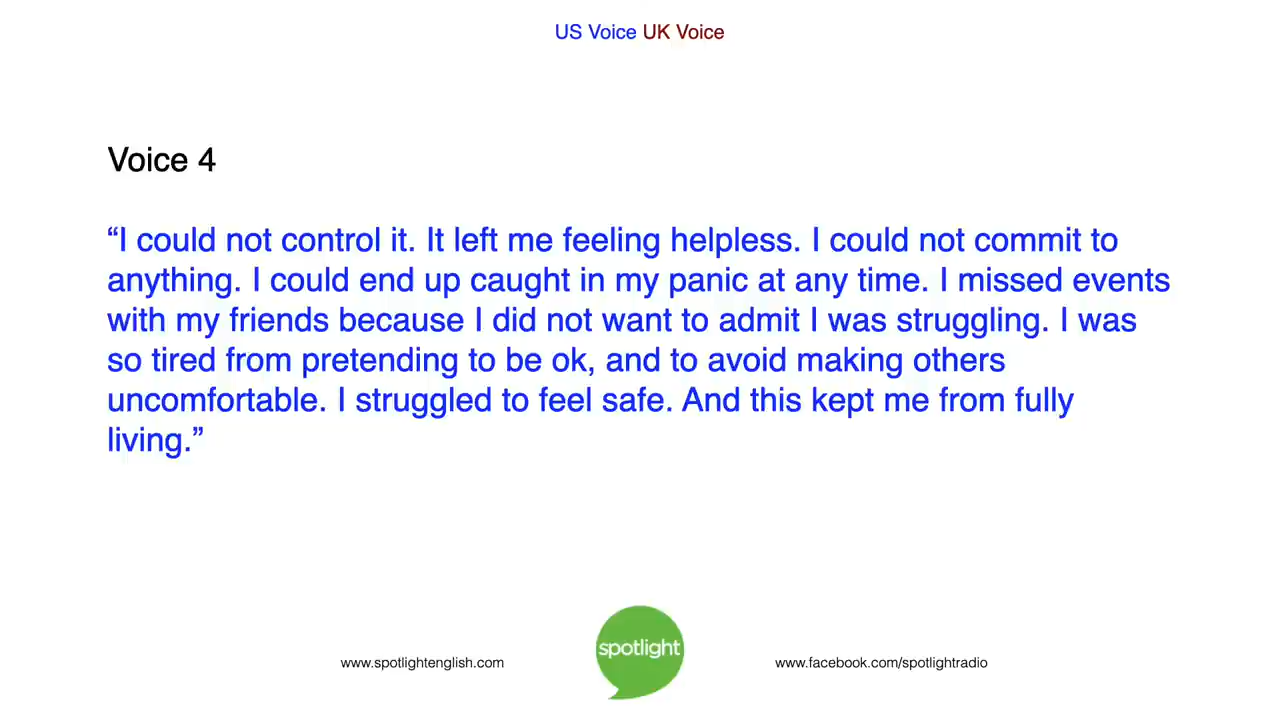 US Voice UK Voice
Voice 4
“I could not control it. It left me feeling helpless. I could not commit to
anything. I could end up caught in my panic at any time. I missed events
with my friends because I did not want to admit I was struggling. I was
so tired from pretending to be ok, and to avoid making others
uncomfortable. I struggled to feel safe. And this kept me from fully
living.”
spotlight
www.spotlightenglish.com
www.facebook.com/spotlightradio